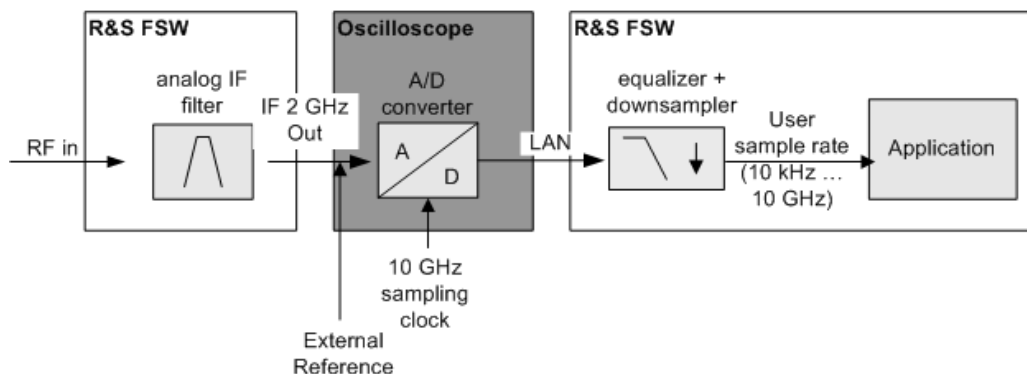 R&S FSW
Oscilloscope
R&S FSW
analog IF
filter
IF 2 GHz
Out
A/D
converter
equalizer +
downsampler
RF in
A
D
LAN
User
sample rate
(10 kHz ...
10 GHz)
Application
10 GHz
sampling
clock
External
Reference